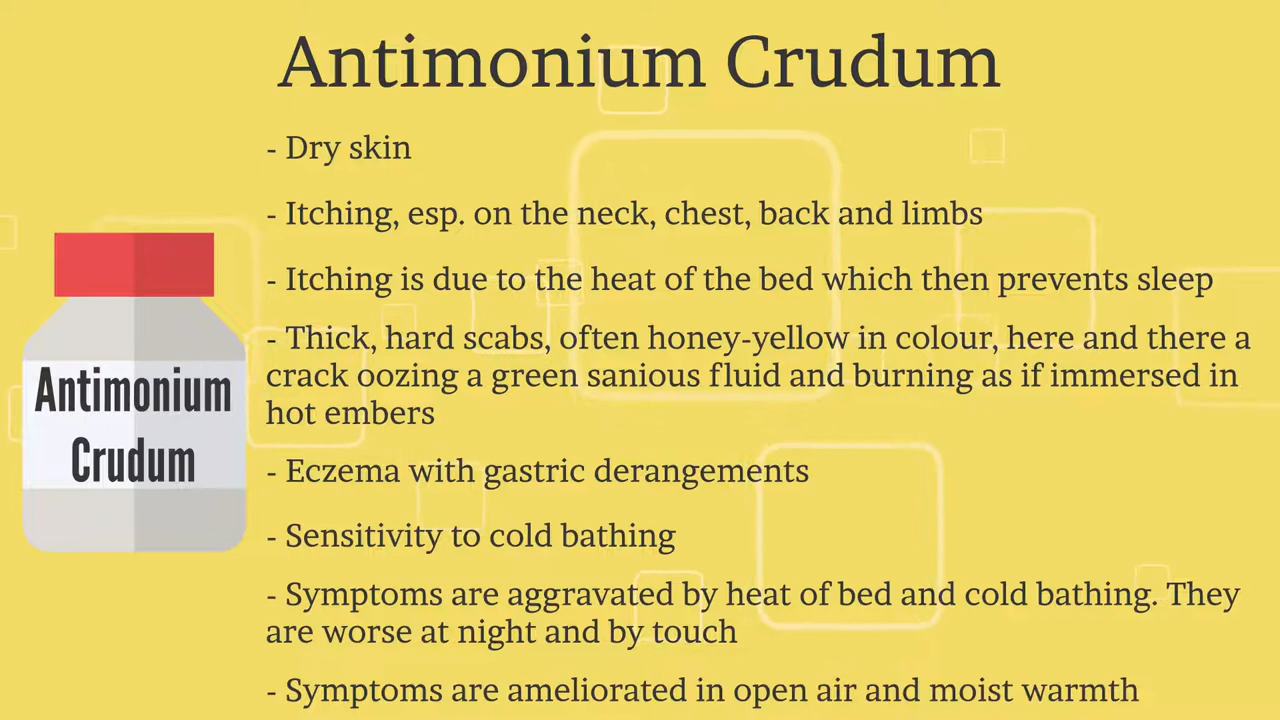 Antimonium Crudum
- Dry skin
- Itching, esp. on the neck, chest, back and limbs
- Itching is due to the heat of the bed which then prevents sleep
- Thick, hard scabs, often honey-yellow in colour, here and there a
crack oozing a green sanious fluid and burning as if immersed in
hot embers
- Eczema with gastric derangements
- Sensitivity to cold bathing
- Symptoms are aggravated by heat of bed and cold bathing. They
are worse at night and by touch
- Symptoms are ameliorated in open air and moist warmth
Antimonium
Crudum